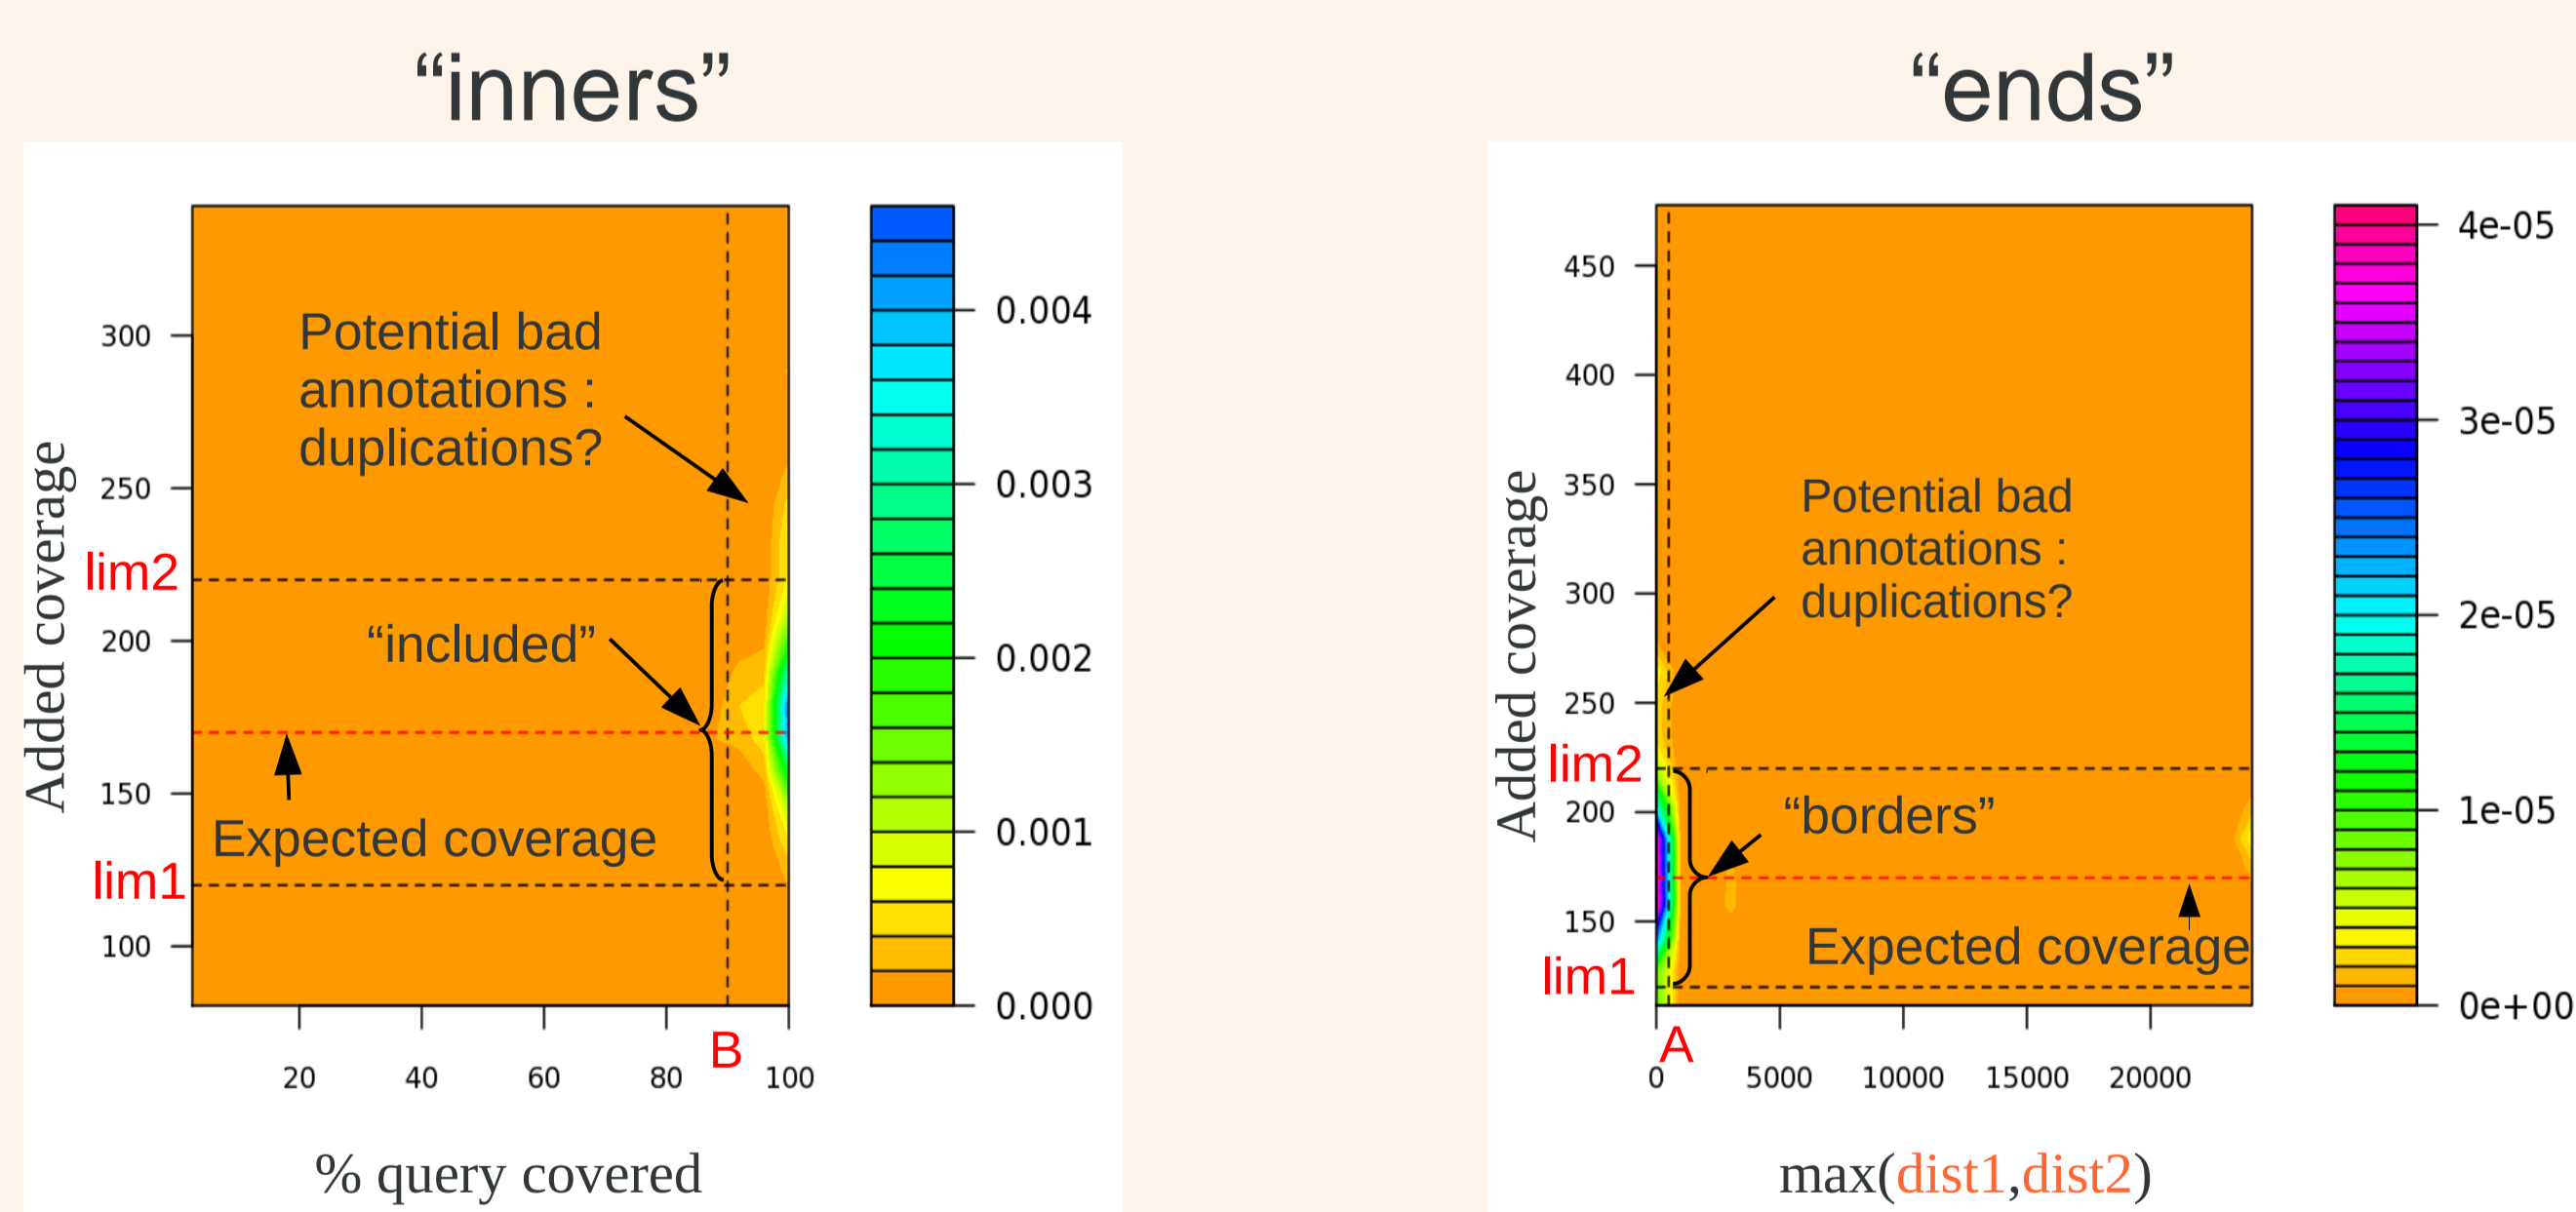 “inners”
Potential bad
annotations :
duplications?
“included”
Expected coverage
Added coverage
lim2
lim1
300
250
200
150
100
20 40 60 80 100
B
% query covered
0.004
0.003
0.002
0.001
0.000
“ends”
Potential bad
annotations :
duplications?
“borders”
Expected coverage
Added coverage
lim2
lim1
450
400
350
300
250
200
150
A
0 5000 10000 15000 20000
max(dist1,dist2)
4e-05
3e-05
2e-05
1e-05
0e+00